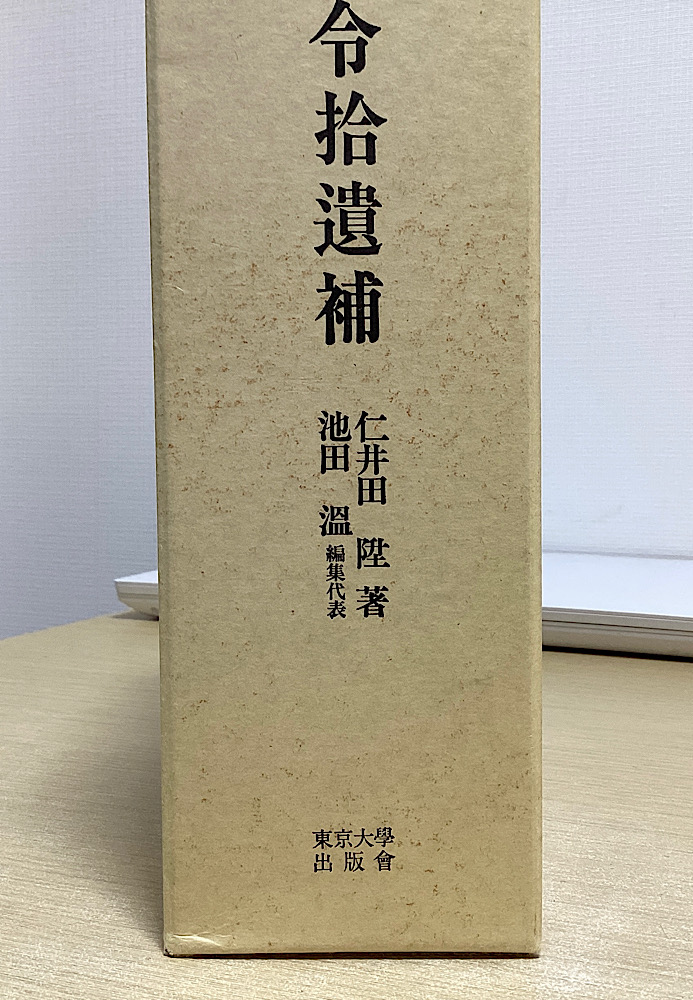 令拾遺補
仁井田 陞 著
池田 溫 編集代表
東京大學
出版會